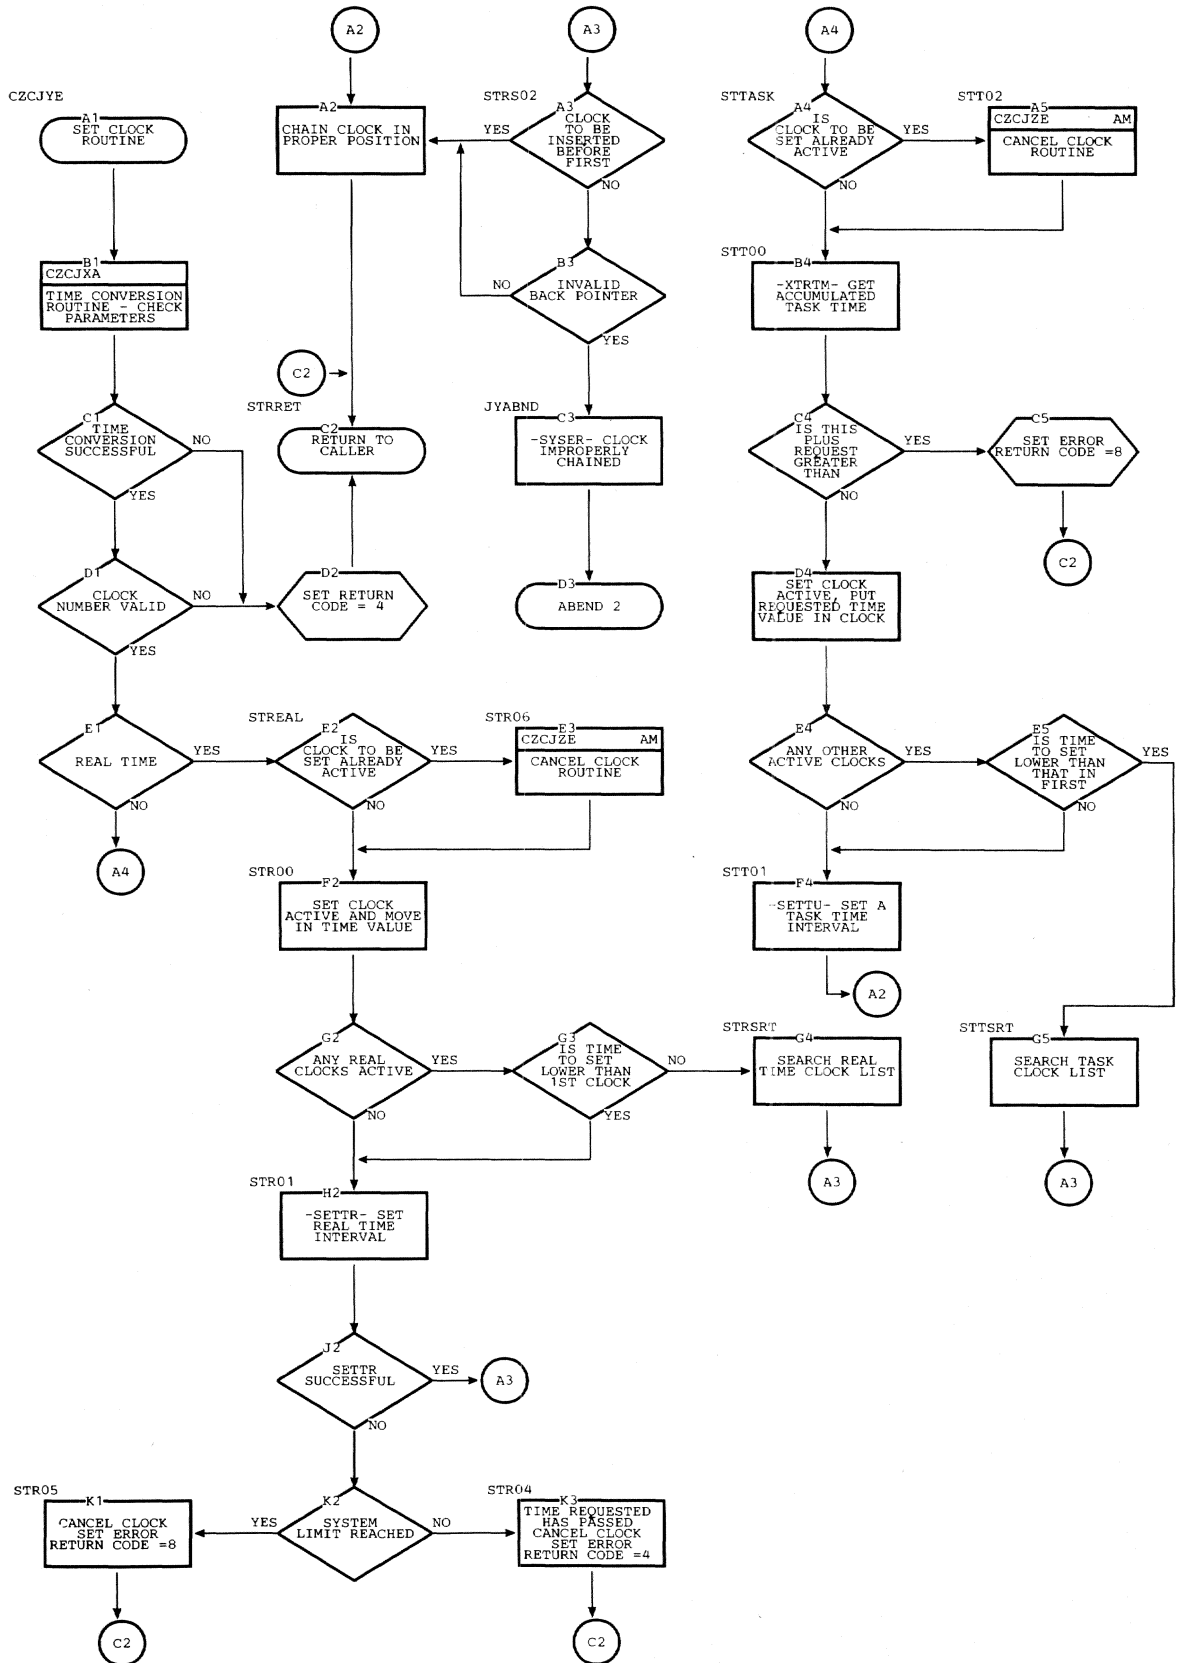 A2
A3
A4
CZCJYE
A1
SET CLOCK
ROUTINE
A2
CHAIN CLOCK IN
PROPER POSITION
STRS02
A3
CLOCK
TO BE
INSERTED
BEFORE
FIRST
YES
NO
STTASK
A4
IS
CLOCK TO BE
SET ALREADY
ACTIVE
YES
NO
STT02
A5
CZCJZE AM
CANCEL CLOCK
ROUTINE
B1
CZCJXA
TIME CONVERSION
ROUTINE - CHECK
PARAMETERS
B3
INVALID
BACK POINTER
NO
YES
STT00
B4
-XTRTM- GET
ACCUMULATED
TASK TIME
C2
C1
TIME
CONVERSION
SUCCESSFUL
NO
YES
STRRET
C2
RETURN TO
CALLER
JYABND
C3
-SYSER- CLOCK
IMPROPERLY
CHAINED
C4
IS THIS
PLUS
REQUEST
GREATER
THAN
YES
NO
C5
SET ERROR
RETURN CODE =8
C2
D1
CLOCK
NUMBER VALID
NO
YES
D2
SET RETURN
CODE = 4
D3
ABEND 2
D4
SET CLOCK
ACTIVE, PUT
REQUESTED TIME
VALUE IN CLOCK
E1
REAL TIME
YES
NO
A4
STREAL
E2
IS
CLOCK TO BE
SET ALREADY
ACTIVE
YES
NO
STR06
E3
CZCJZE AM
CANCEL CLOCK
ROUTINE
E4
ANY OTHER
ACTIVE CLOCKS
YES
NO
E5
IS TIME
TO SET
LOWER THAN
THAT IN
FIRST
YES
NO
STR00
F2
SET CLOCK
ACTIVE AND MOVE
IN TIME VALUE
STT01
F4
-SETTU- SET A
TASK TIME
INTERVAL
A2
G2
ANY REAL
CLOCKS ACTIVE
YES
NO
G3
IS TIME
TO SET
LOWER THAN
1ST CLOCK
NO
YES
STRSRT
G4
SEARCH REAL
TIME CLOCK LIST
A3
STTSRT
G5
SEARCH TASK
CLOCK LIST
A3
STR01
H2
-SETTR- SET
REAL TIME
INTERVAL
J2
SETTR
SUCCESSFUL
YES
NO
A3
STR05
K1
CANCEL CLOCK
SET ERROR
RETURN CODE =8
C2
K2
SYSTEM
LIMIT REACHED
YES
NO
STR04
K3
TIME REQUESTED
HAS PASSED
CANCEL CLOCK
SET ERROR
RETURN CODE =4
C2